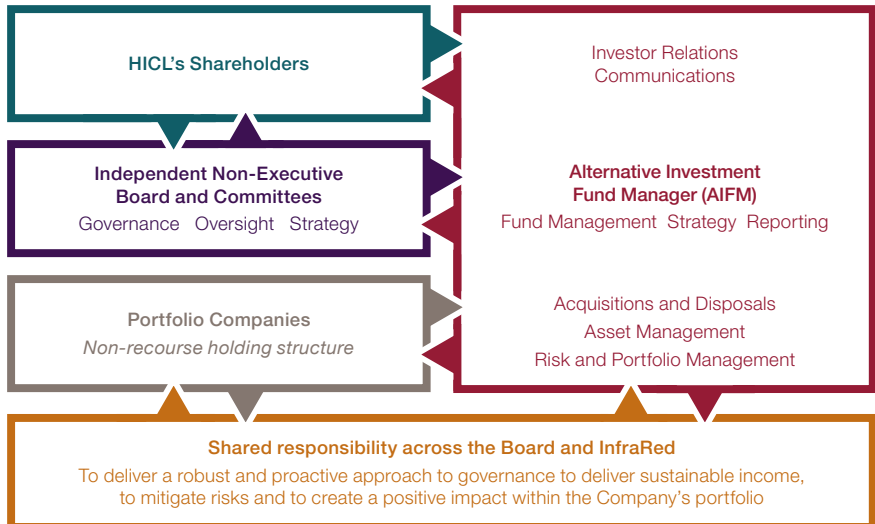 HICL's Shareholders
Investor Relations
Communications
Independent Non-Executive
Board and Committees
Governance Oversight Strategy
Alternative Investment
Fund Manager (AIFM)
Fund Management Strategy Reporting
Portfolio Companies
Non-recourse holding structure
Acquisitions and Disposals
Asset Management
Risk and Portfolio Management
Shared responsibility across the Board and InfraRed
To deliver a robust and proactive approach to governance to deliver sustainable income,
to mitigate risks and to create a positive impact within the Company's portfolio